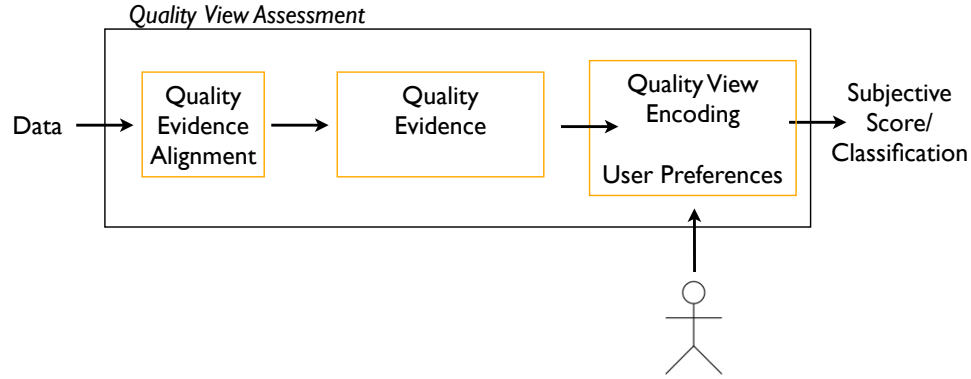 Quality View Assessment
Data
Quality
Evidence
Alignment
Quality
Evidence
Quality View
Encoding
User Preferences
Subjective
Score/
Classification